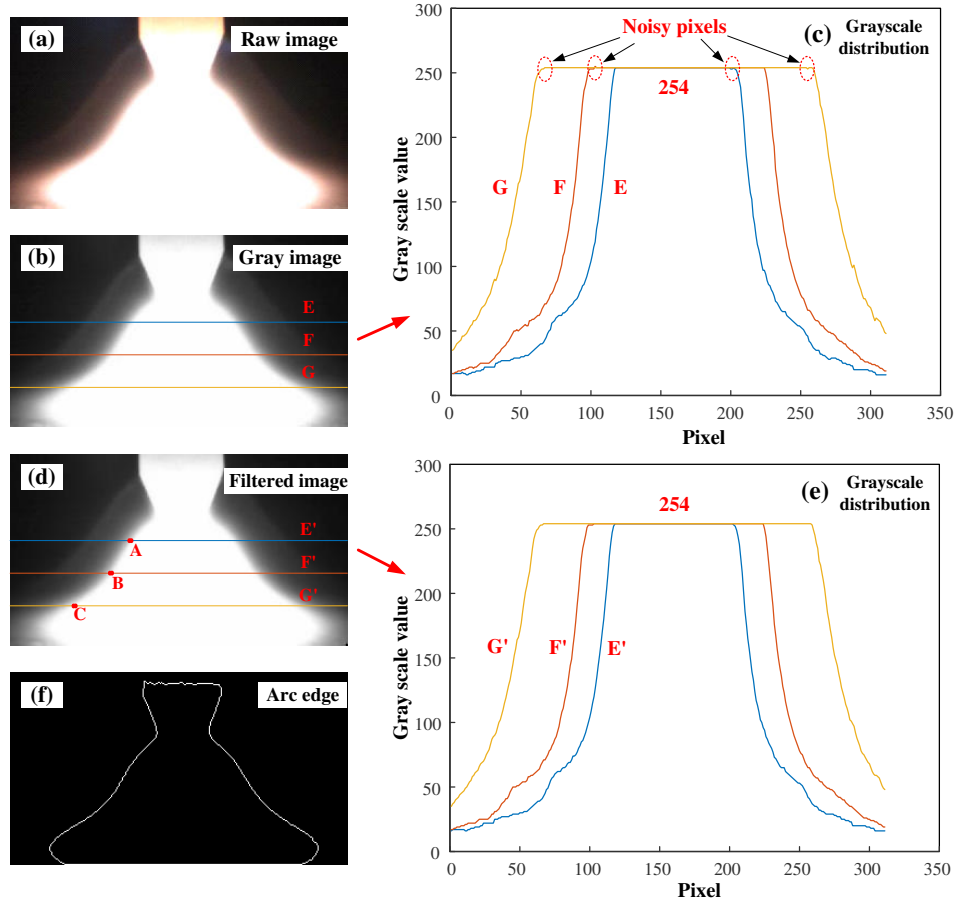 (a)
Raw image
(b)
Gray image
E
F
G
(c)
Grayscale
distribution
Noisy pixels
254
G
F
E
300
250
200
150
100
50
0
Gray scale value
0 50 100 150 200 250 300 350
Pixel
(d)
Filtered image
E'
A
F'
B
G'
C
(e)
Grayscale
distribution
254
G'
F'
E'
300
250
200
150
100
50
0
Gray scale value
0 50 100 150 200 250 300 350
Pixel
(f)
Arc edge